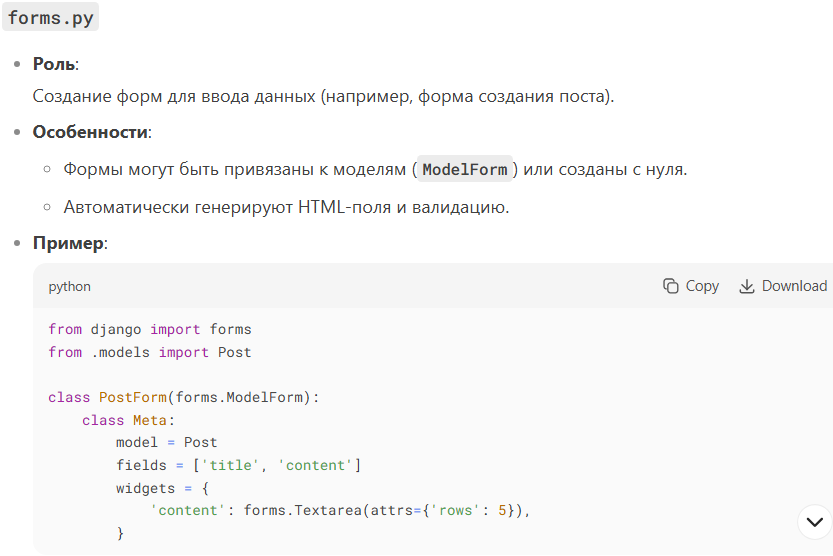 forms.py
Роль:
Создание форм для ввода данных (например, форма создания поста).
Особенности:
Формы могут быть привязаны к моделям (ModelForm) или созданы с нуля.
Автоматически генерируют HTML-поля и валидацию.
Пример:
python Copy Download
from django import forms
from .models import Post
class PostForm(forms.ModelForm):
    class Meta:
        model = Post
        fields = ['title', 'content']
        widgets = {
            'content': forms.Textarea(attrs={'rows': 5}),
        }